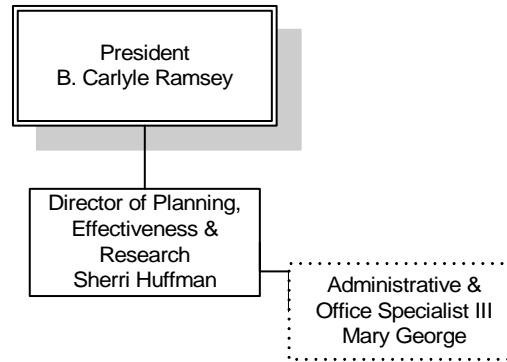 President
B. Carlyle Ramsey
Director of Planning,
Effectiveness &
Research
Sherri Huffman
Administrative &
Office Specialist III
Mary George